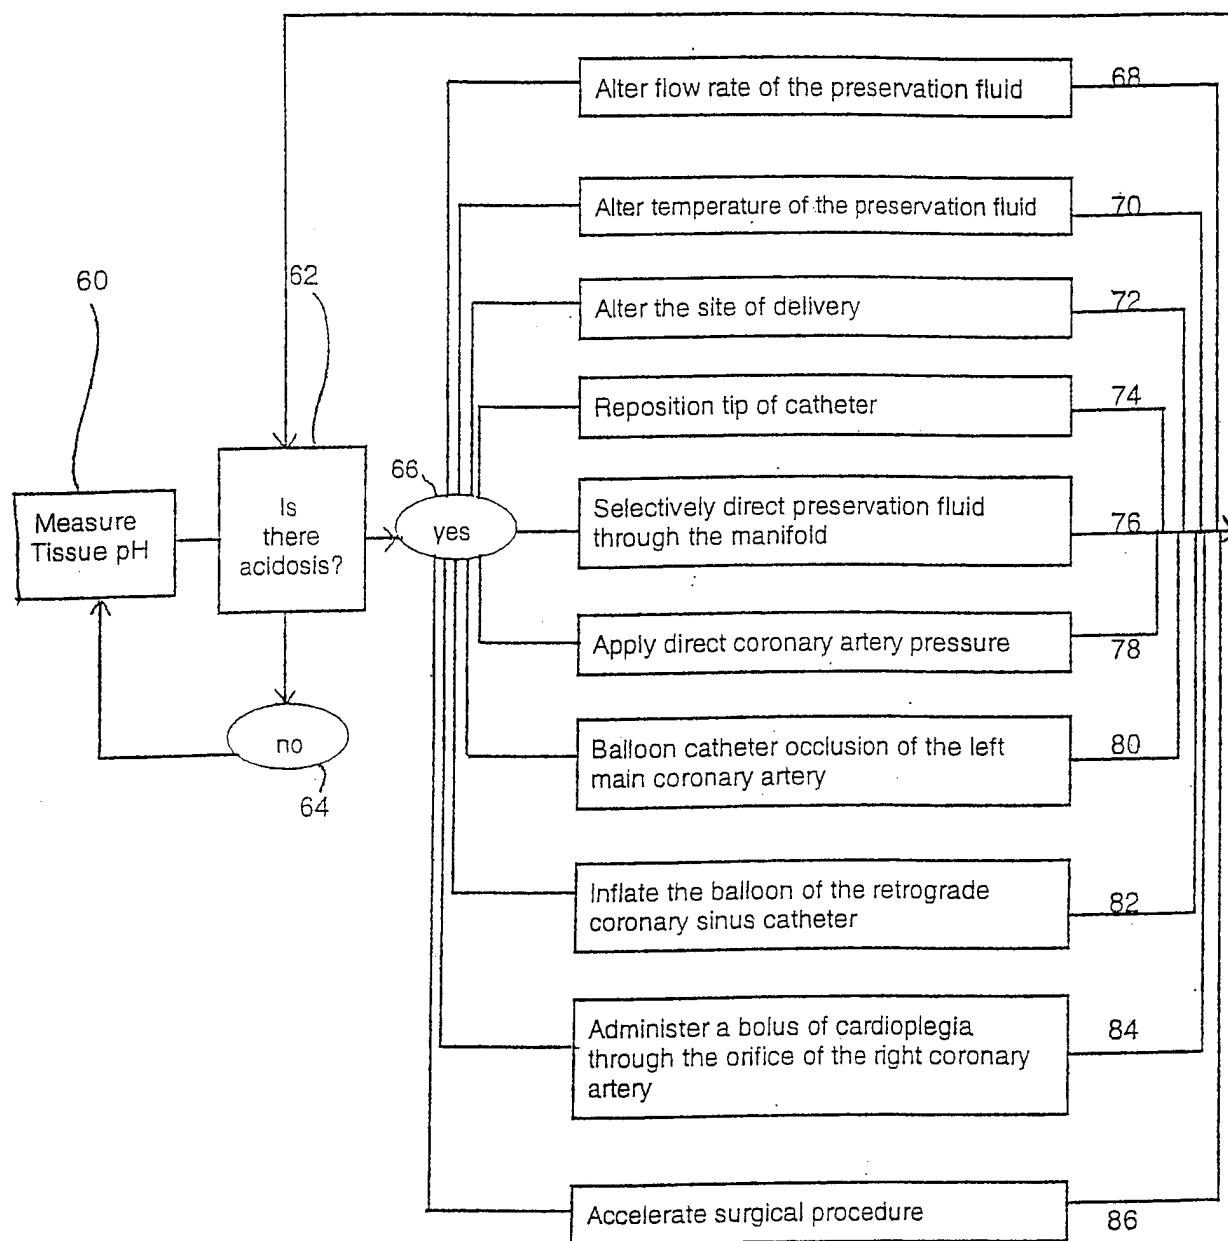 Alter flow rate of the preservation fluid
68
Alter temperature of the preservation fluid
70
60
62
Alter the site of delivery
72
Reposition tip of catheter
74
66
Measure
Tissue pH
Is
there
acidosis?
yes
Selectively direct preservation fluid
through the manifold
76
Apply direct coronary artery pressure
78
no
64
Balloon catheter occlusion of the left
main coronary artery
80
Inflate the balloon of the retrograde
coronary sinus catheter
82
Administer a bolus of cardioplegia
through the orifice of the right coronary
artery
84
Accelerate surgical procedure
86